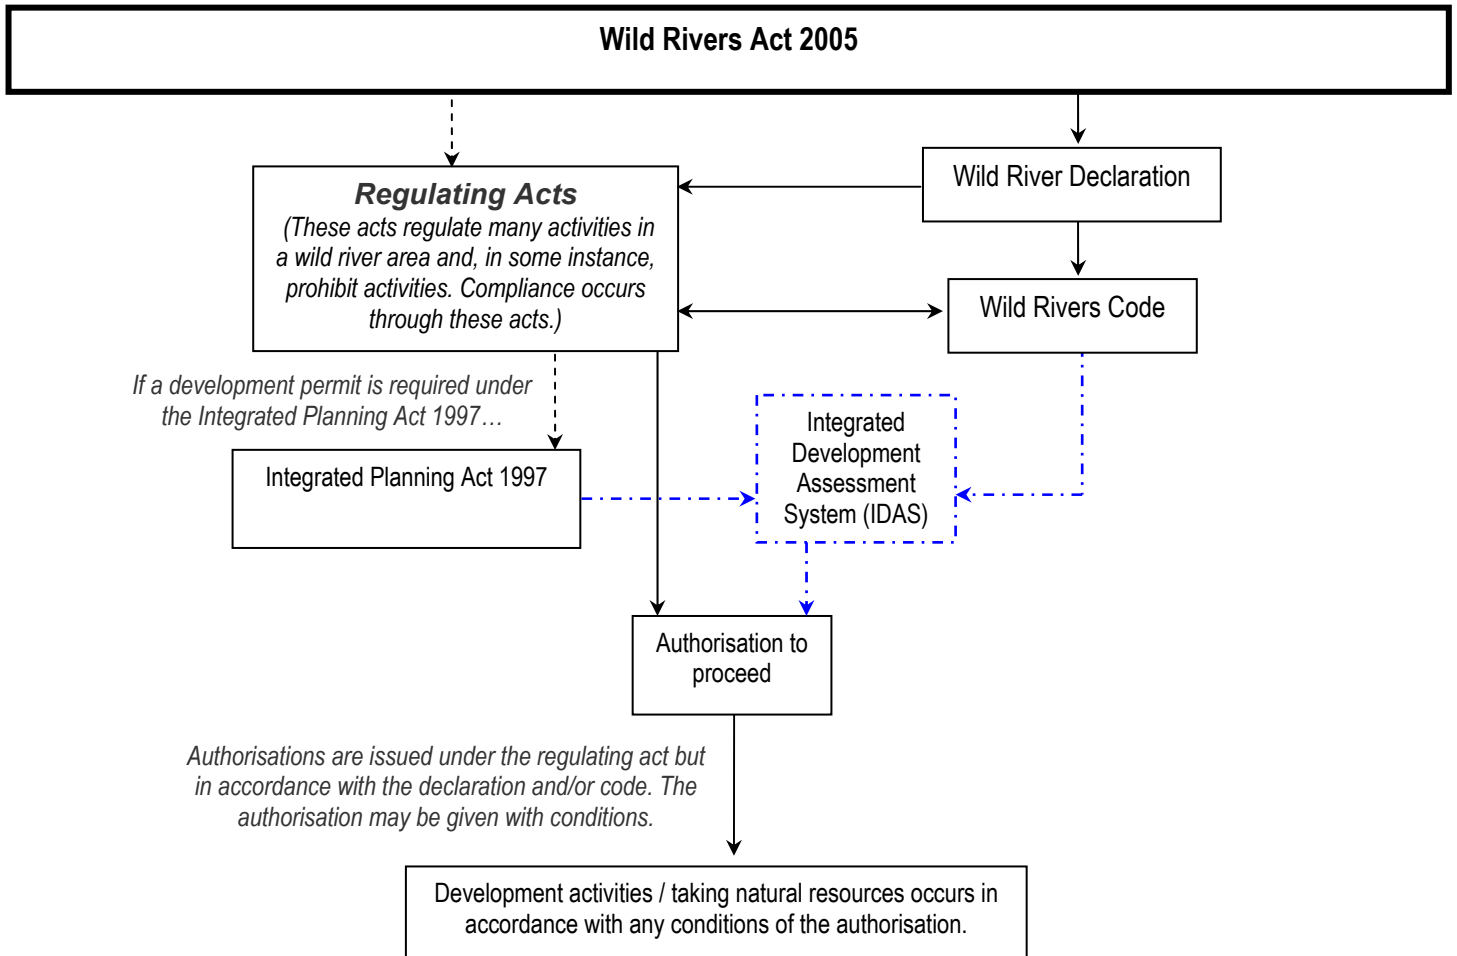 Wild Rivers Act 2005
Wild River Declaration
Regulating Acts
(These acts regulate many activities in
a wild river area and, in some instance,
prohibit activities. Compliance occurs
through these acts.)
Wild Rivers Code
If a development permit is required under
the Integrated Planning Act 1997…
Integrated
Development
Assessment
System (IDAS)
Integrated Planning Act 1997
Authorisation to
proceed
Authorisations are issued under the regulating act but
in accordance with the declaration and/or code. The
authorisation may be given with conditions.
Development activities / taking natural resources occurs in
accordance with any conditions of the authorisation.